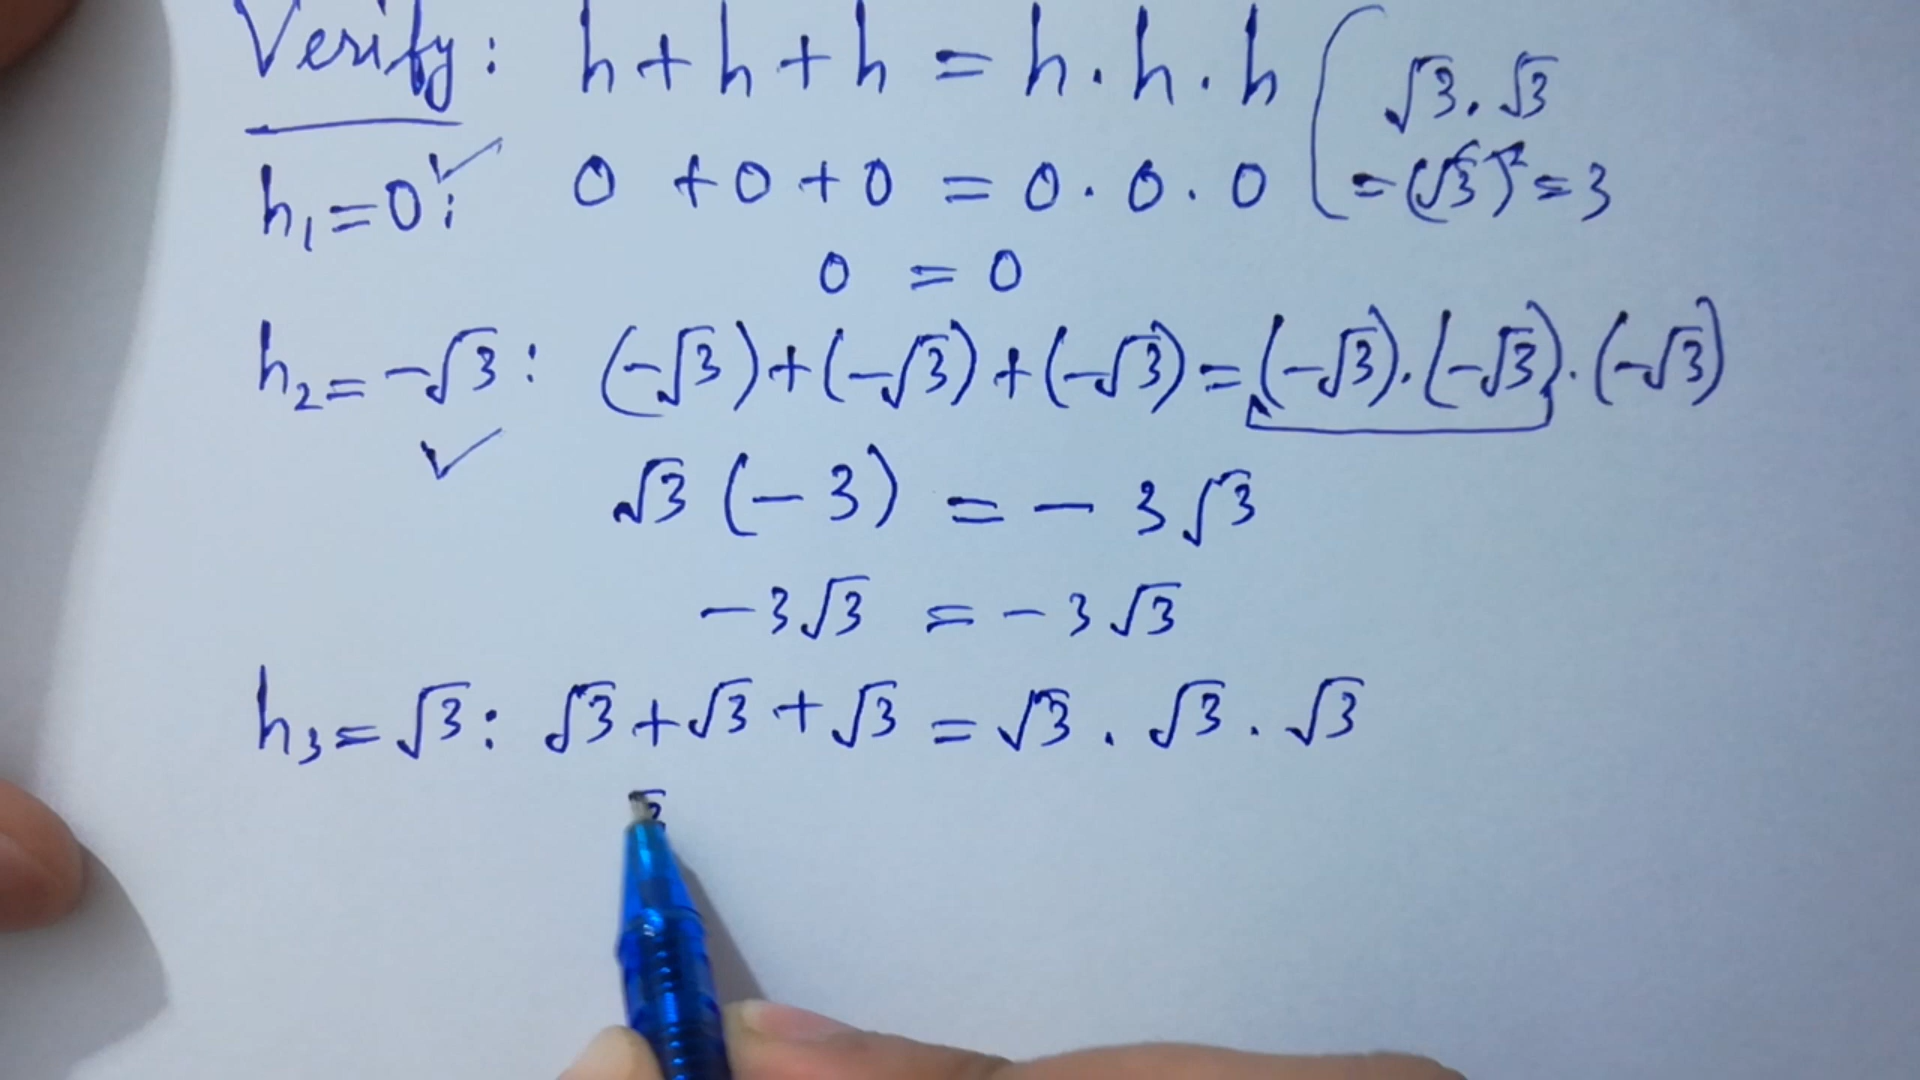 Verify: h + h + h = h . h . h ( √3 . √3
h₁ = 0 ✓ : 0 + 0 + 0 = 0 . 0 . 0 = (√3)² = 3
0 = 0
h₂ = -√3 : (-√3) + (-√3) + (-√3) = (-√3) . (-√3) . (-√3)
✓ √3 (-3) = - 3√3
-3√3 = -3√3
h₃ = √3 : √3 + √3 + √3 = √3 . √3 . √3